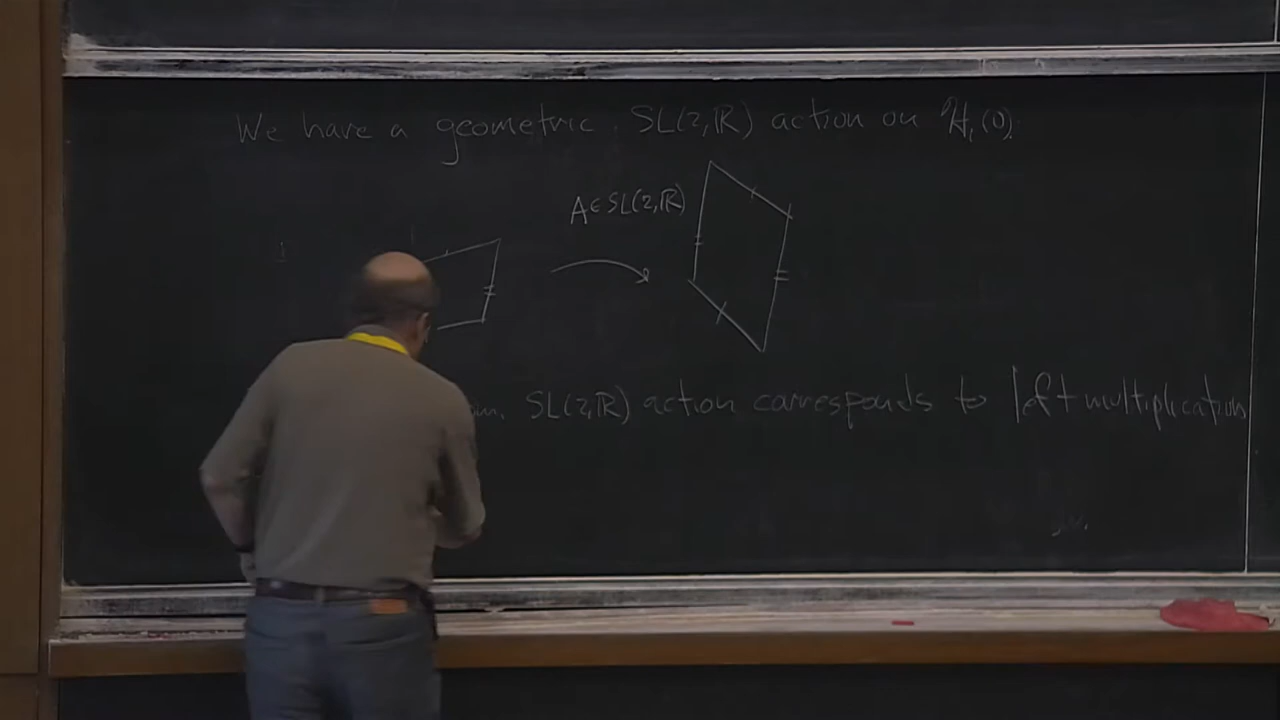 We have a geometric SL(2,ℝ) action on ℋ₁(0).
A ∈ SL(2,ℝ)
SL(2,ℝ) action corresponds to left multiplication